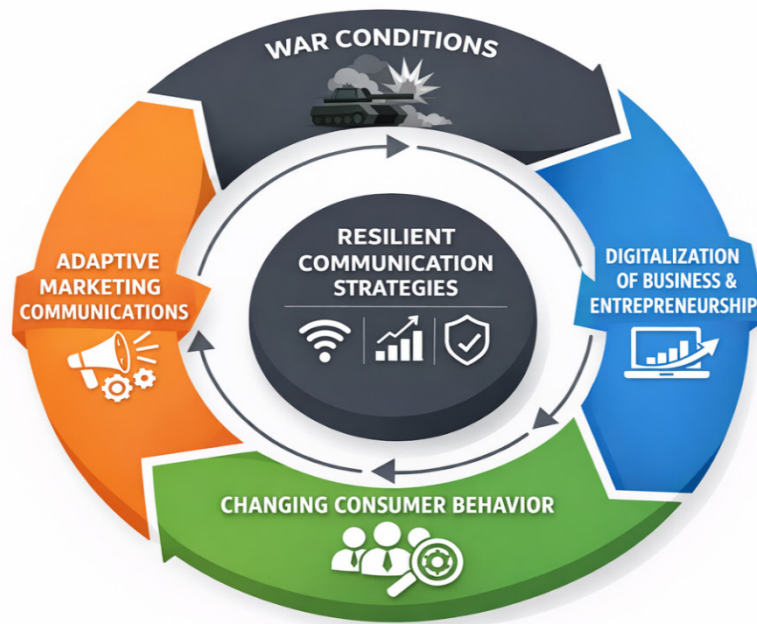 WAR CONDITIONS
RESILIENT
COMMUNICATION
STRATEGIES
DIGITALIZATION
OF BUSINESS &
ENTREPRENEURSHIP
ADAPTIVE
MARKETING
COMMUNICATIONS
CHANGING CONSUMER BEHAVIOR